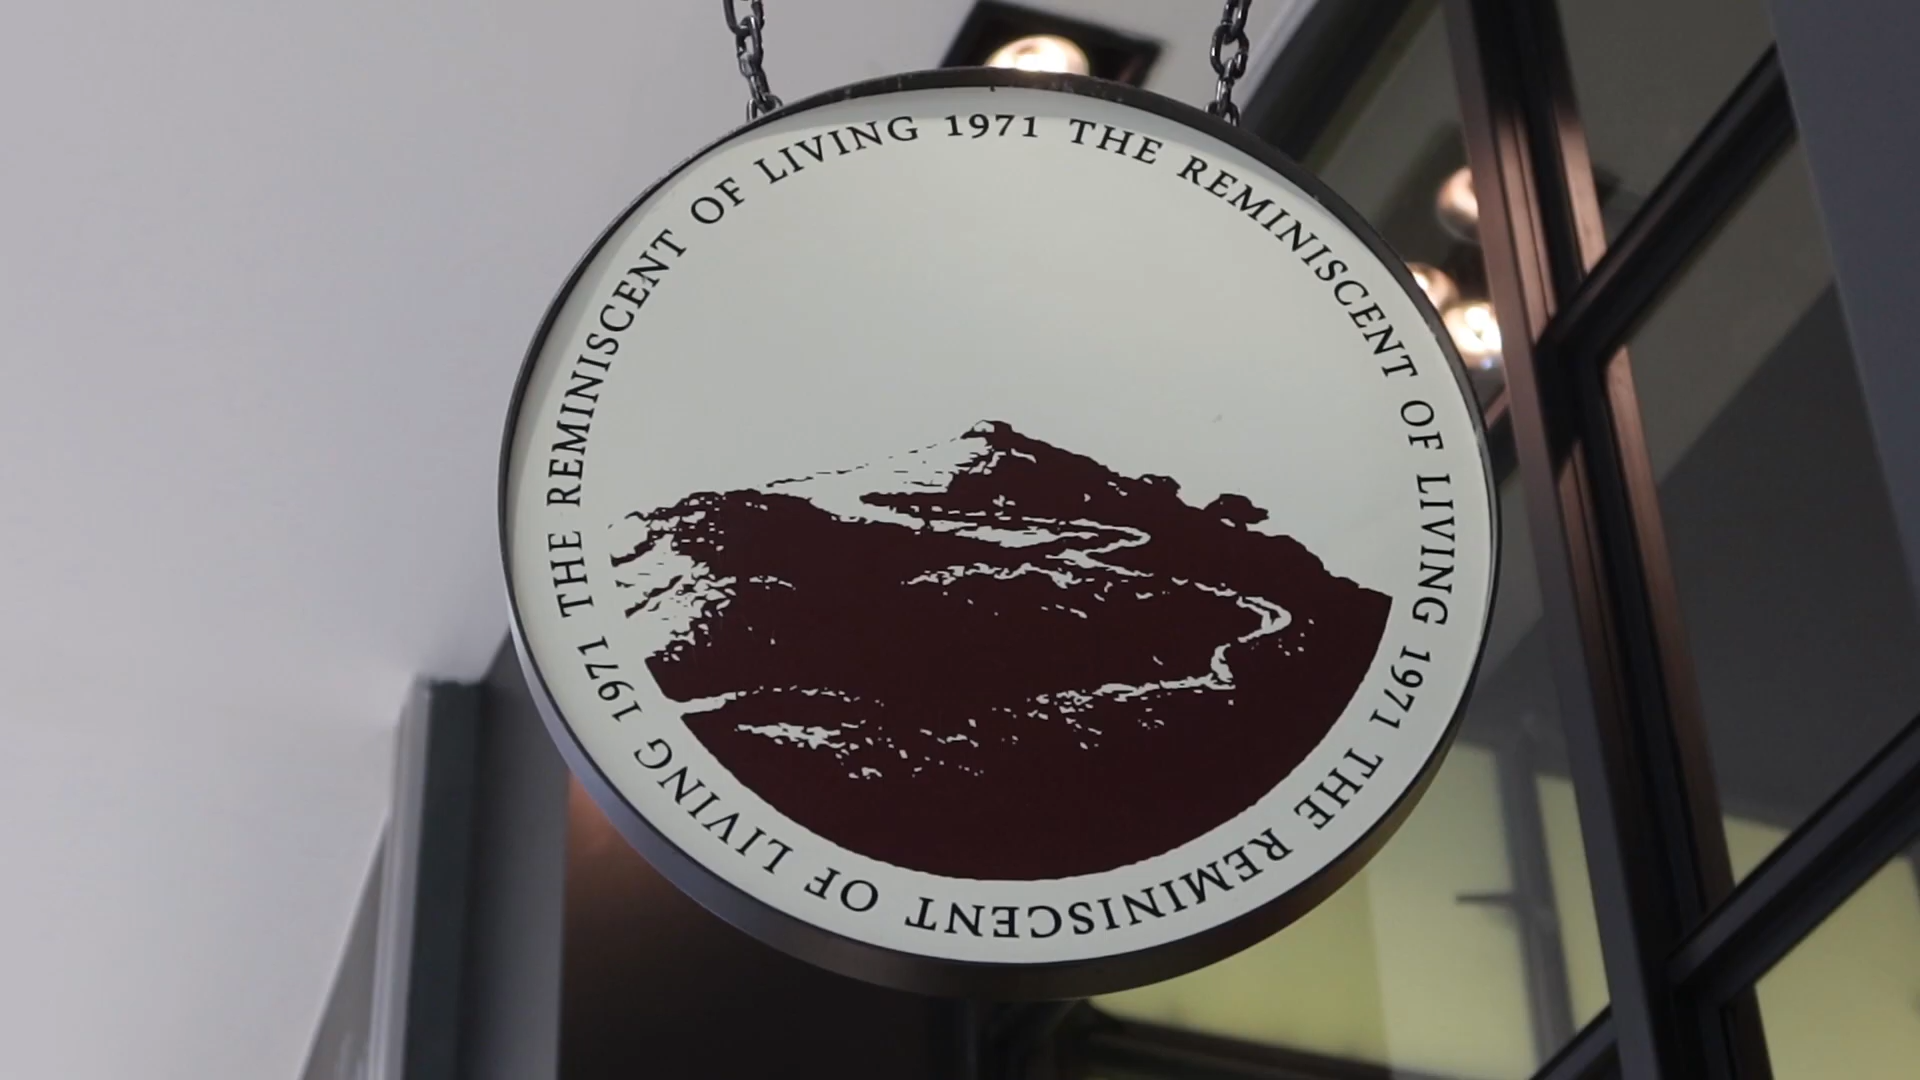 THE REMINISCENT OF LIVING 1971 THE REMINISCENT OF LIVING 1971 THE REMINISCENT OF LIVING 1971